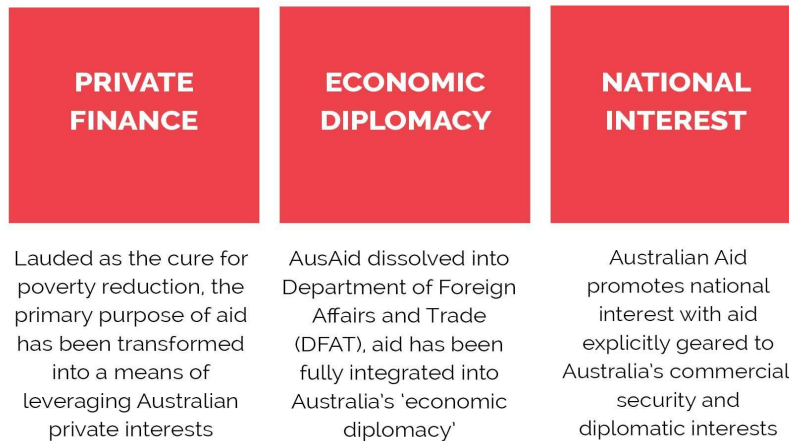 PRIVATE
FINANCE
Lauded as the cure for
poverty reduction, the
primary purpose of aid
has been transformed
into a means of
leveraging Australian
private interests
ECONOMIC
DIPLOMACY
AusAid dissolved into
Department of Foreign
Affairs and Trade
(DFAT), aid has been
fully integrated into
Australia's 'economic
diplomacy'
NATIONAL
INTEREST
Australian Aid
promotes national
interest with aid
explicitly geared to
Australia's commercial
security and
diplomatic interests